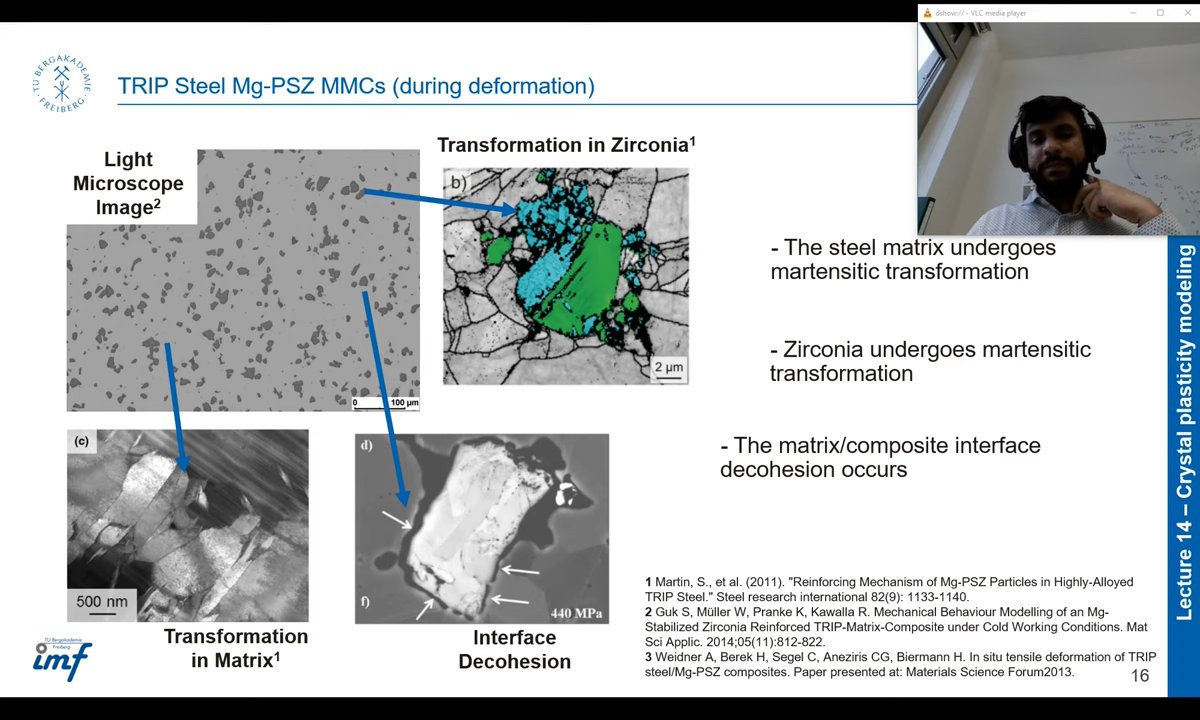 dshow:// - VLC media player
TU BERGAKADEMIE
FREIBERG
TRIP Steel Mg-PSZ MMCs (during deformation)
Light
Microscope
Image2
0 100 µm
Transformation in Zirconia1
b)
2 µm
- The steel matrix undergoes
martensitic transformation
- Zirconia undergoes martensitic
transformation
- The matrix/composite interface
decohesion occurs
(c)
500 nm
Transformation
in Matrix1
d)
f)
440 MPa
Interface
Decohesion
1 Martin, S., et al. (2011). "Reinforcing Mechanism of Mg-PSZ Particles in Highly-Alloyed
TRIP Steel." Steel research international 82(9): 1133-1140.
2 Guk S, Müller W, Pranke K, Kawalla R. Mechanical Behaviour Modelling of an Mg-
Stabilized Zirconia Reinforced TRIP-Matrix-Composite under Cold Working Conditions. Mat
Sci Applic. 2014;05(11):812-822.
3 Weidner A, Berek H, Segel C, Aneziris CG, Biermann H. In situ tensile deformation of TRIP
steel/Mg-PSZ composites. Paper presented at: Materials Science Forum2013.
16
TU Bergakademie
Freiberg
imf
Lecture 14 – Crystal plasticity modeling